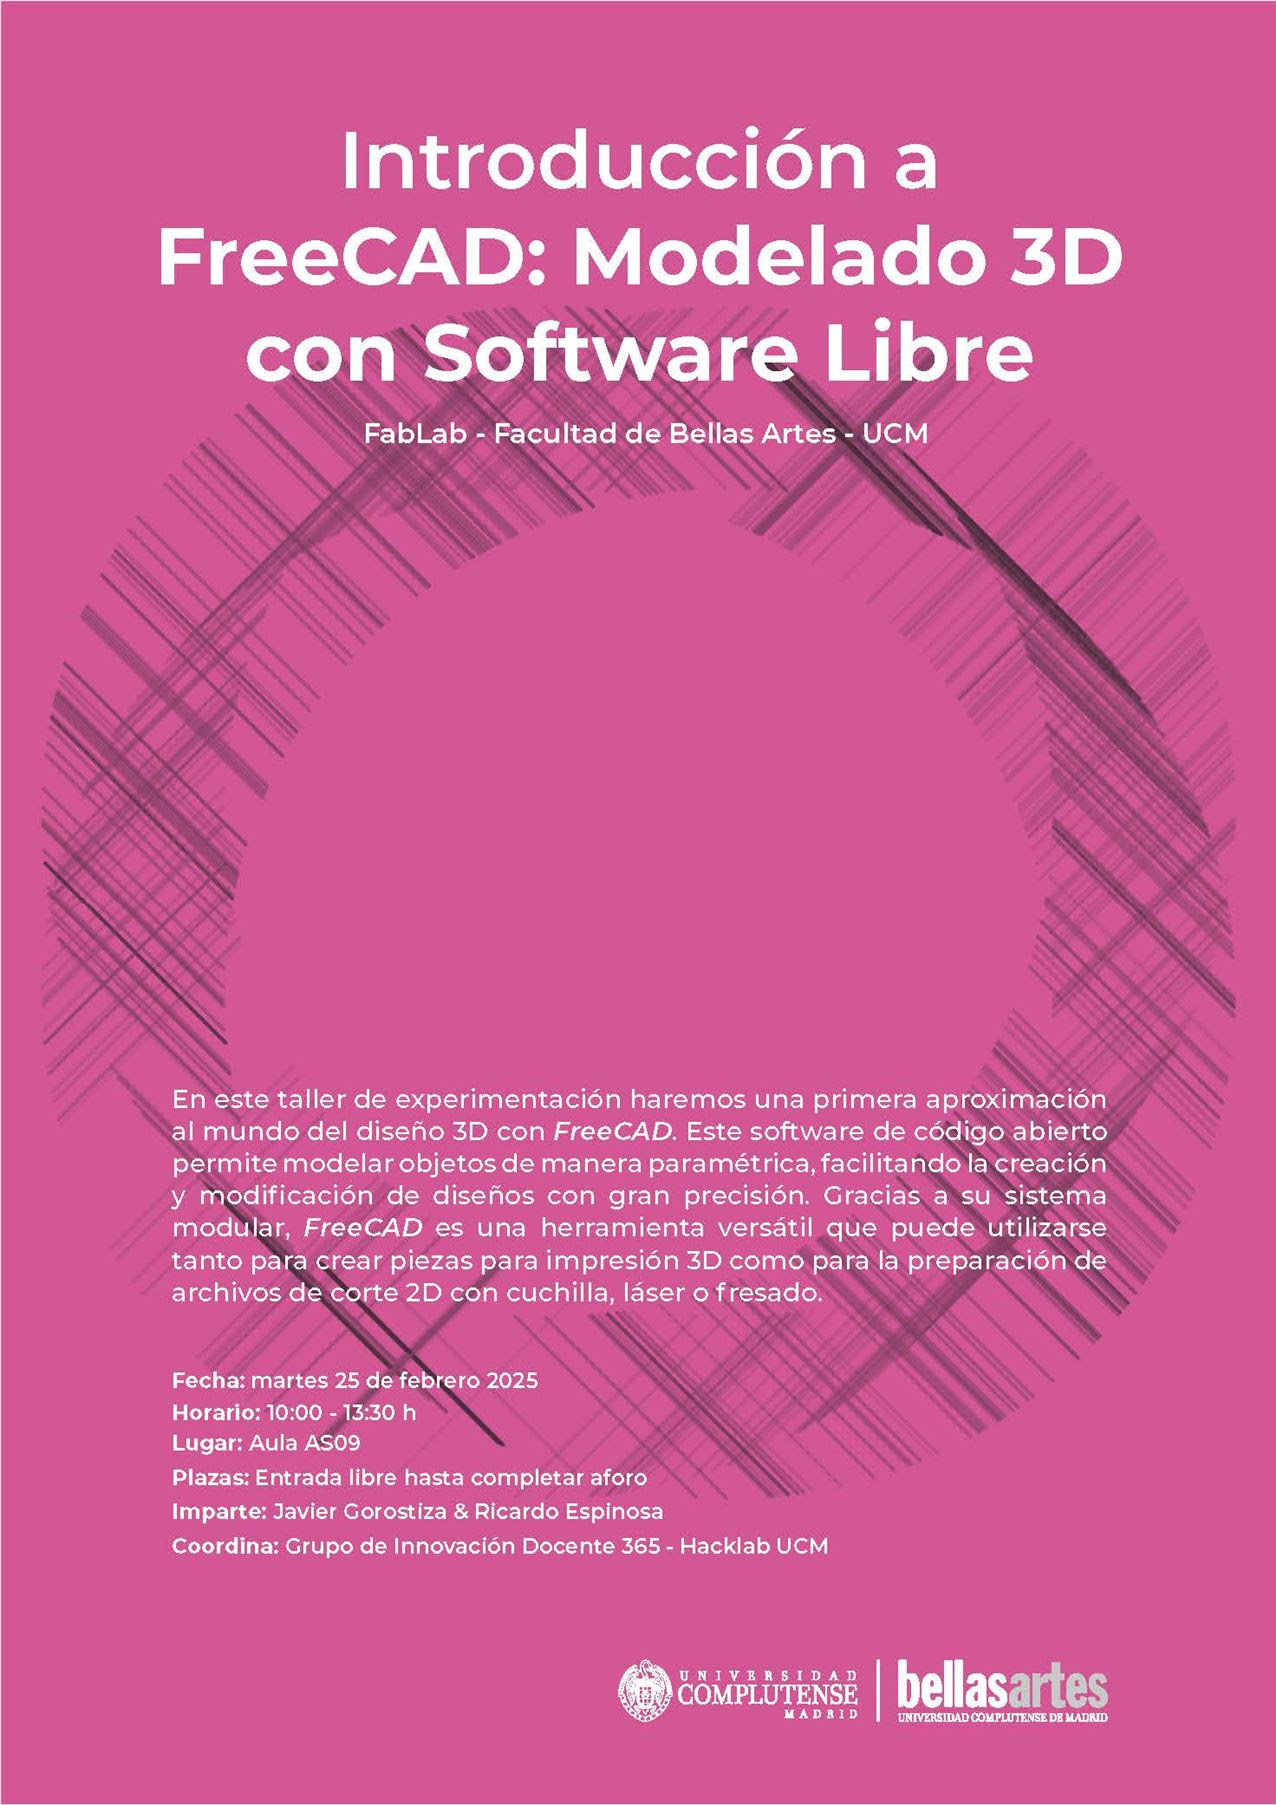 Introducción a
FreeCAD: Modelado 3D
con Software Libre
FabLab - Facultad de Bellas Artes - UCM
En este taller de experimentación haremos una primera aproximación
al mundo del diseño 3D con FreeCAD. Este software de código abierto
permite modelar objetos de manera paramétrica, facilitando la creación
y modificación de diseños con gran precisión. Gracias a su sistema
modular, FreeCAD es una herramienta versátil que puede utilizarse
tanto para crear piezas para impresión 3D como para la preparación de
archivos de corte 2D con cuchilla, láser o fresado.
Fecha: martes 25 de febrero 2025
Horario: 10:00 - 13:30 h
Lugar: Aula AS09
Plazas: Entrada libre hasta completar aforo
Imparte: Javier Gorostiza & Ricardo Espinosa
Coordina: Grupo de Innovación Docente 365 - Hacklab UCM
UNIVERSIDAD
COMPLUTENSE
MADRID
bellasartes
UNIVERSIDAD COMPLUTENSE DE MADRID